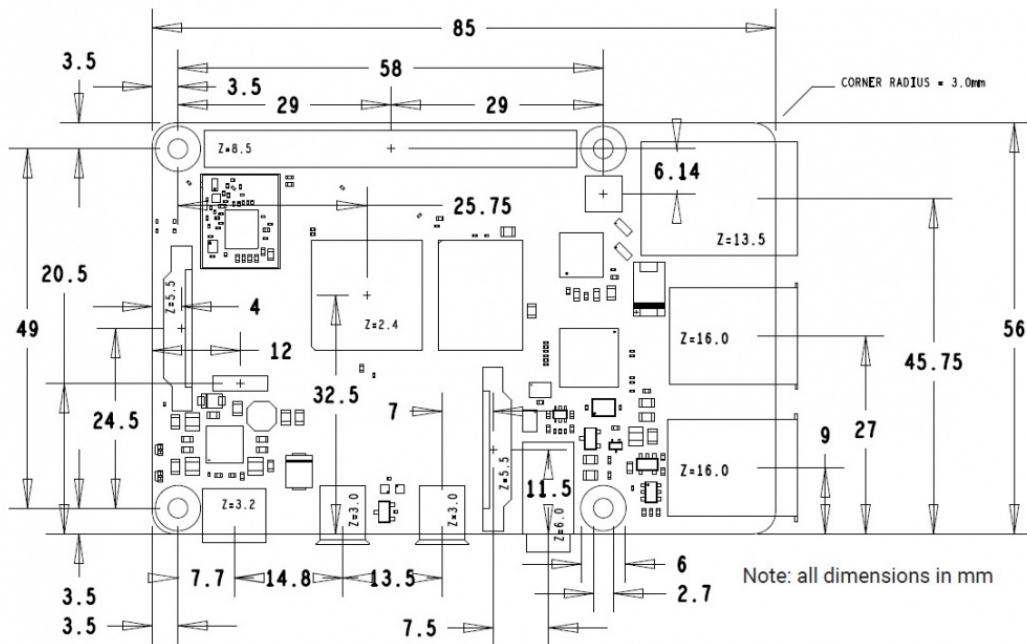 85
3.5
58
3.5
CORNER RADIUS = 3.0mm
29
29
Z=8.5
6.14
25.75
Z=13.5
20.5
Z=5.5
4
49
Z=2.4
Z=16.0
56
12
45.75
32.5
24.5
7
27
9
Z=5.5
Z=16.0
11.5
Z=3.2
Z=3.0
Z=3.0
Z=6.0
7.7
14.8
13.5
6
Note: all dimensions in mm
3.5
2.7
3.5
7.5